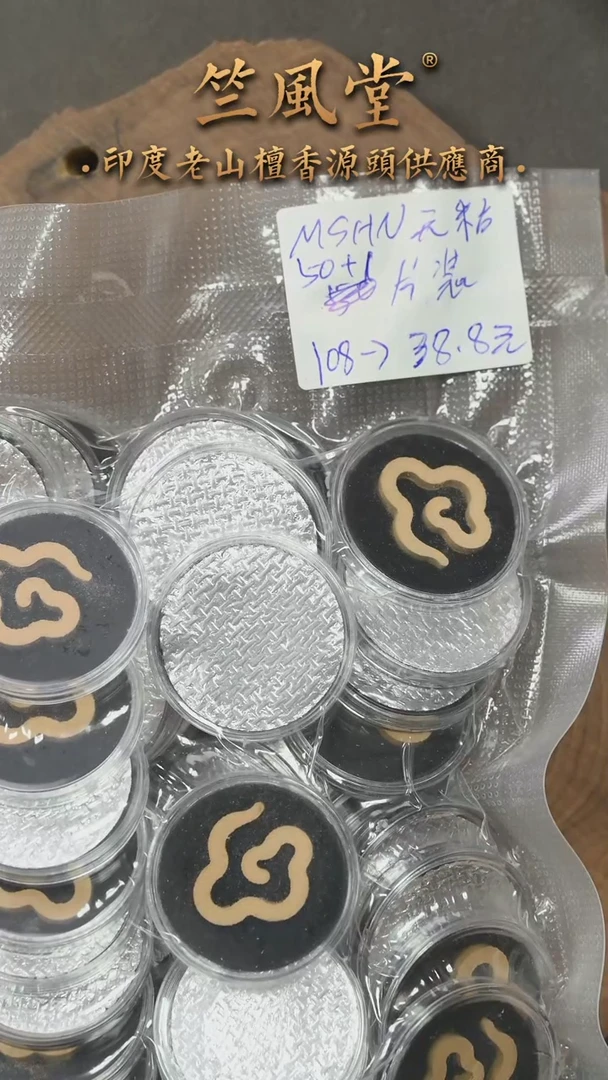 竺風堂®
·印度老山檀香源頭供應商·
MSHN 无粘
50+1 片装
108→38.8元